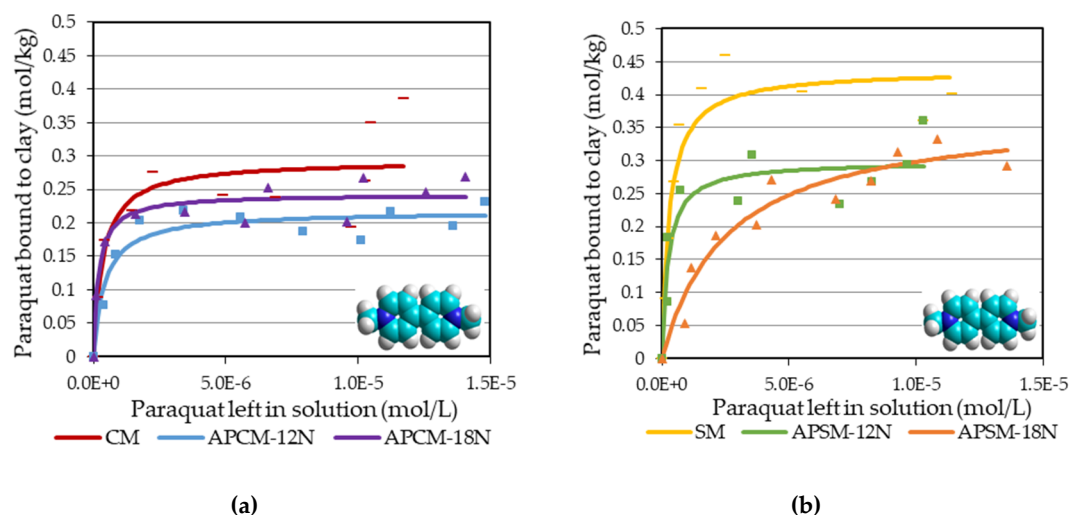 Paraquat bound to clay (mol/kg)
0.5
0.45
0.4
0.35
0.3
0.25
0.2
0.15
0.1
0.05
0
0.0E+0 5.0E-6 1.0E-5 1.5E-5
Paraquat left in solution (mol/L)
CM APCM-12N APCM-18N
(a)
Paraquat bound to clay (mol/kg)
0.5
0.45
0.4
0.35
0.3
0.25
0.2
0.15
0.1
0.05
0
0.0E+0 5.0E-6 1.0E-5 1.5E-5
Paraquat left in solution (mol/L)
SM APSM-12N APSM-18N
(b)